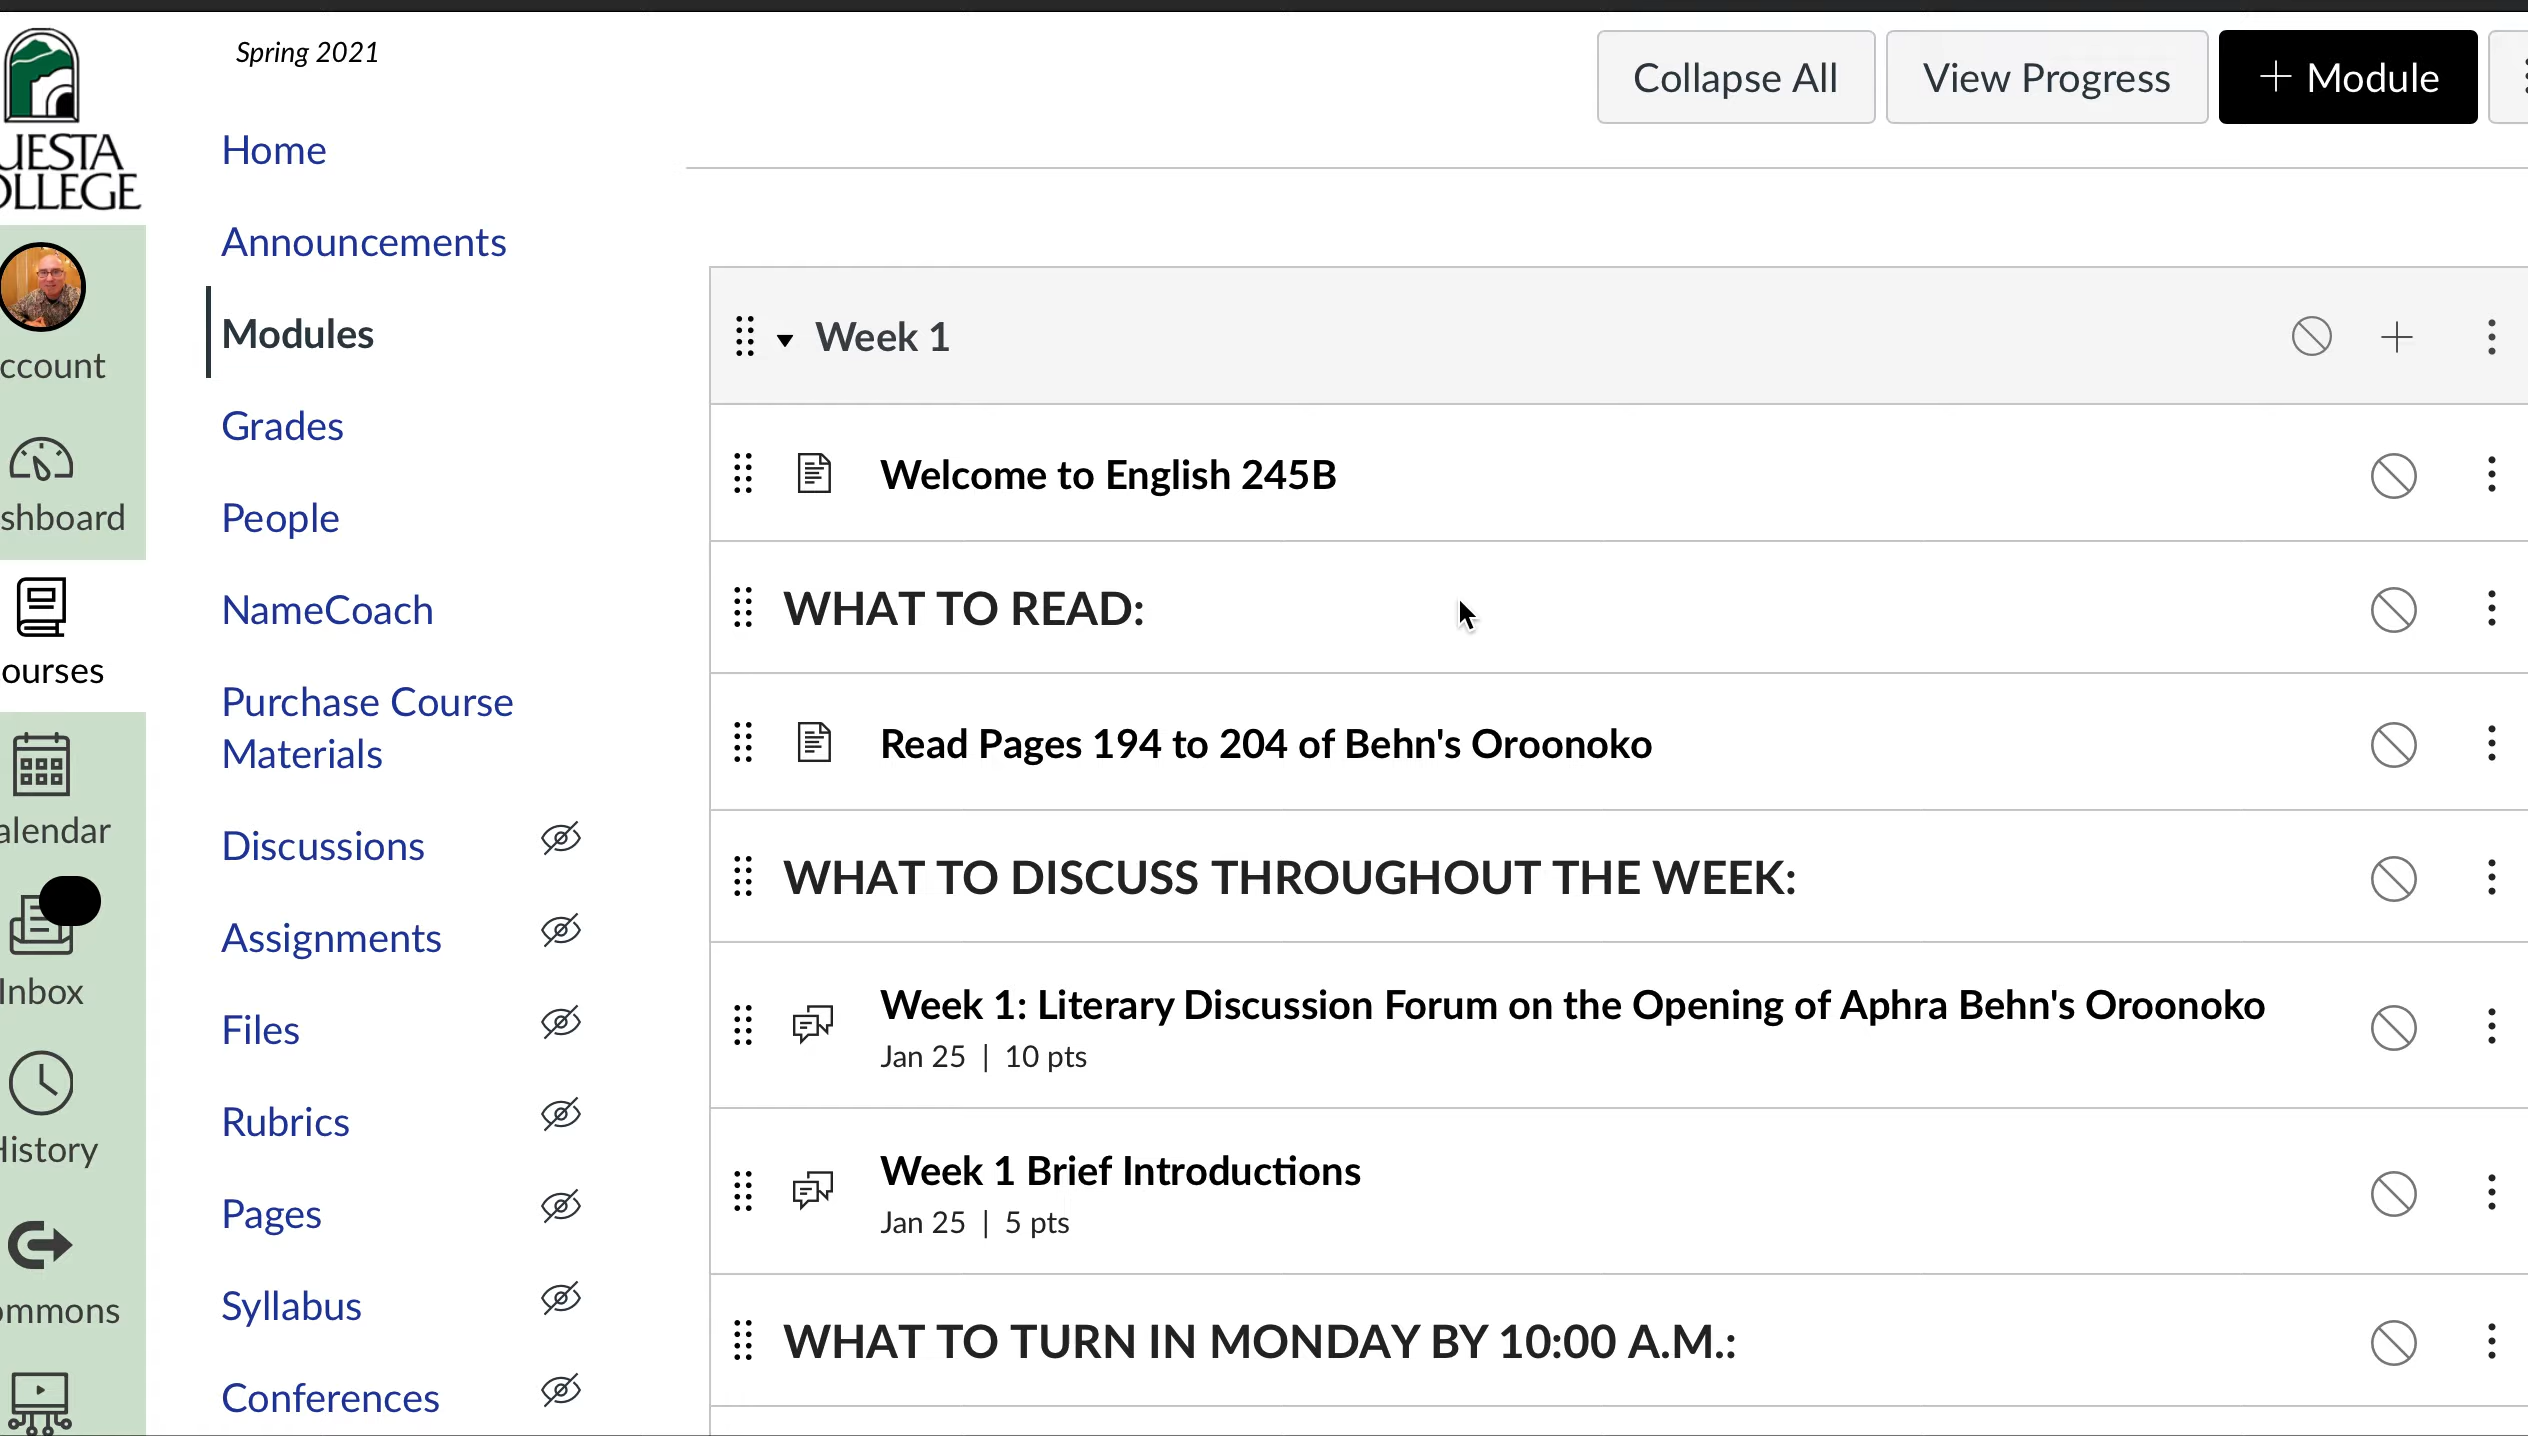 Spring 2021
Collapse All
View Progress
+ Module
UESTA
OLLEGE
ccount
shboard
ourses
alendar
Inbox
History
ommons
Home
Announcements
Modules
Grades
People
NameCoach
Purchase Course
Materials
Discussions
Assignments
Files
Rubrics
Pages
Syllabus
Conferences
Week 1
Welcome to English 245B
WHAT TO READ:
Read Pages 194 to 204 of Behn's Oroonoko
WHAT TO DISCUSS THROUGHOUT THE WEEK:
Week 1: Literary Discussion Forum on the Opening of Aphra Behn's Oroonoko
Jan 25 | 10 pts
Week 1 Brief Introductions
Jan 25 | 5 pts
WHAT TO TURN IN MONDAY BY 10:00 A.M.: